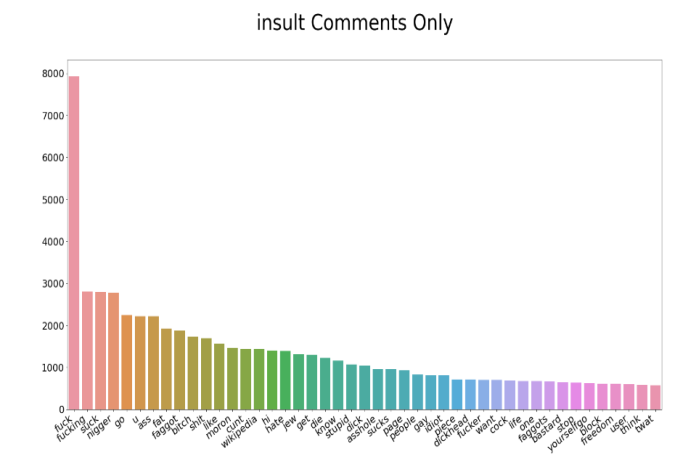 insult Comments Only
8000
7000
6000
5000
4000
3000
2000
1000
0
fuck
fucking
suck
nigger
go
u
ass
fat
faggot
bitch
shit
like
moron
cunt
wikipedia
hi
hate
jew
get
die
know
stupid
dick
asshole
sucks
page
people
gay
idiot
piece
dickhead
fucker
want
cock
life
one
faggots
bastard
stop
yourselfgo
block
freedom
user
think
twat